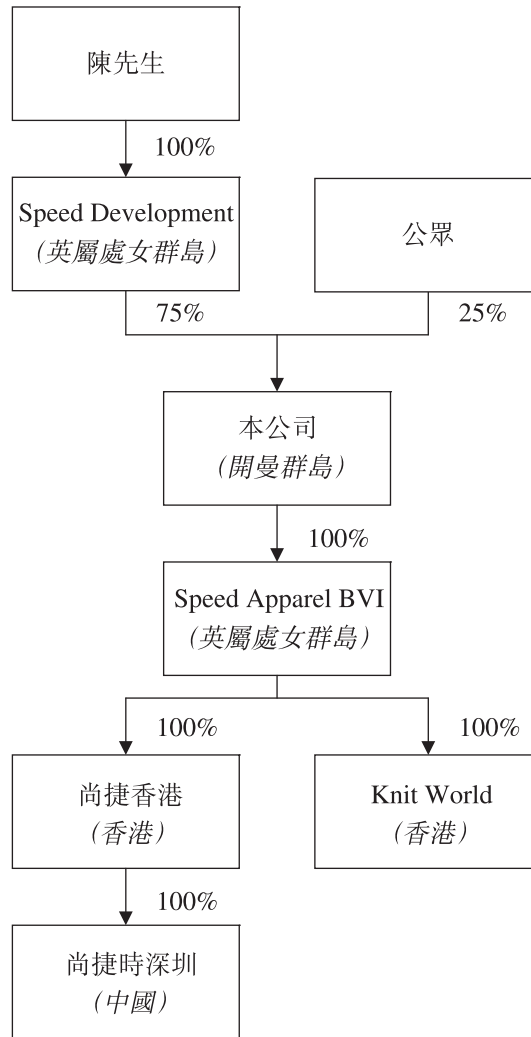 陳先生
100%
Speed Development
(英屬處女群島)
公眾
75%
25%
本公司
(開曼群島)
100%
Speed Apparel BVI
(英屬處女群島)
100%
100%
尚捷香港
(香港)
Knit World
(香港)
100%
尚捷時深圳
(中國)